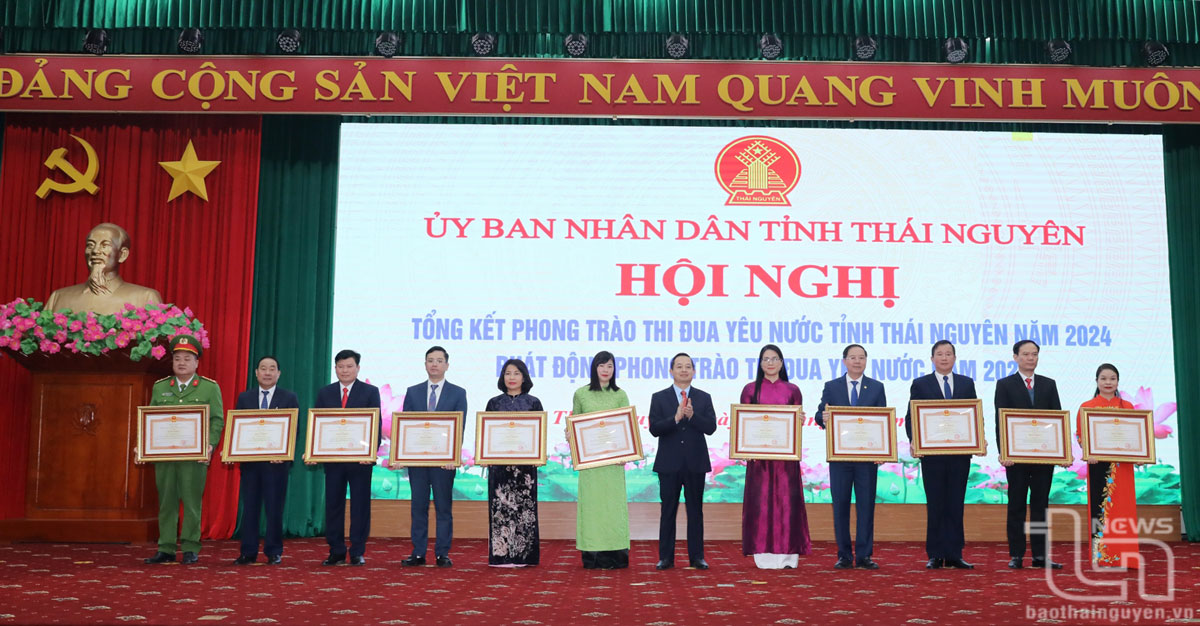 ĐẢNG CỘNG SẢN VIỆT NAM QUANG VINH MUÔN
THÁI NGUYÊN
ỦY BAN NHÂN DÂN TỈNH THÁI NGUYÊN
HỘI NGHỊ
TỔNG KẾT PHONG TRÀO THI ĐUA YÊU NƯỚC TỈNH THÁI NGUYÊN NĂM 2024
PHÁT ĐỘNG PHONG TRÀO THI ĐUA YÊU NƯỚC NĂM
NEWS
baothainguyen.vn